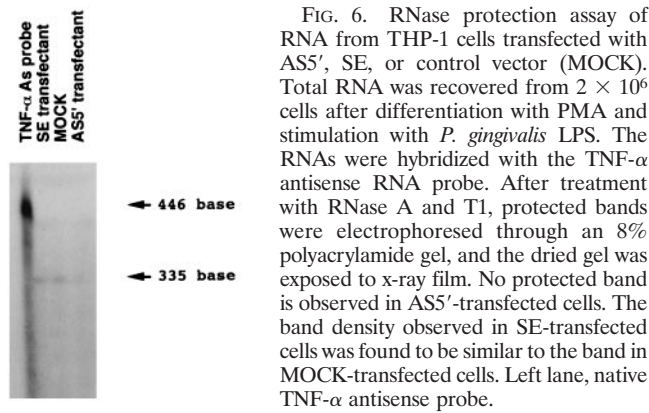 TNF-α As probe
SE transfectant
MOCK
AS5' transfectant
446 base
335 base
FIG. 6. RNase protection assay of
RNA from THP-1 cells transfected with
AS5′, SE, or control vector (MOCK).
Total RNA was recovered from 2 × 10⁶
cells after differentiation with PMA and
stimulation with P. gingivalis LPS. The
RNAs were hybridized with the TNF-α
antisense RNA probe. After treatment
with RNase A and T1, protected bands
were electrophoresed through an 8%
polyacrylamide gel, and the dried gel was
exposed to x-ray film. No protected band
is observed in AS5′-transfected cells. The
band density observed in SE-transfected
cells was found to be similar to the band in
MOCK-transfected cells. Left lane, native
TNF-α antisense probe.